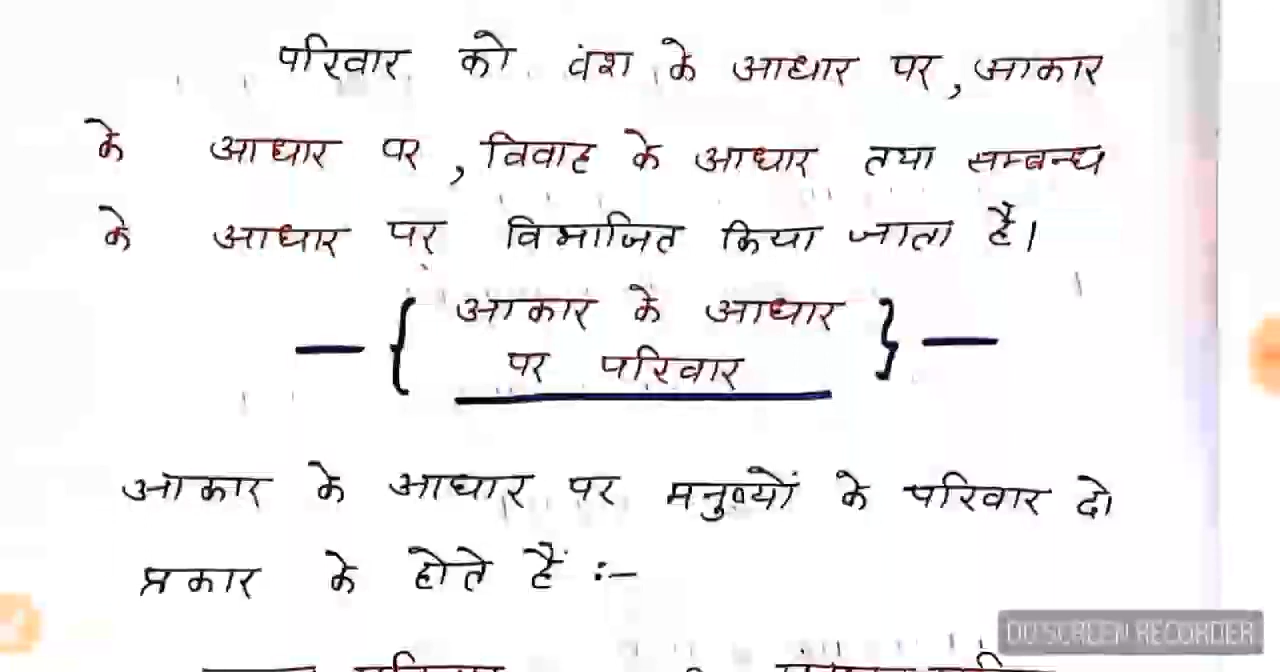 परिवार को वंश के आधार पर, आकार
के आधार पर, विवाह के आधार तथा सम्बन्ध
के आधार पर विभाजित किया जाता है।
—{ आकार के आधार }—
पर परिवार
आकार के आधार पर मनुष्यों के परिवार दो
प्रकार के होते हैं :-
DU SCREEN RECORDER